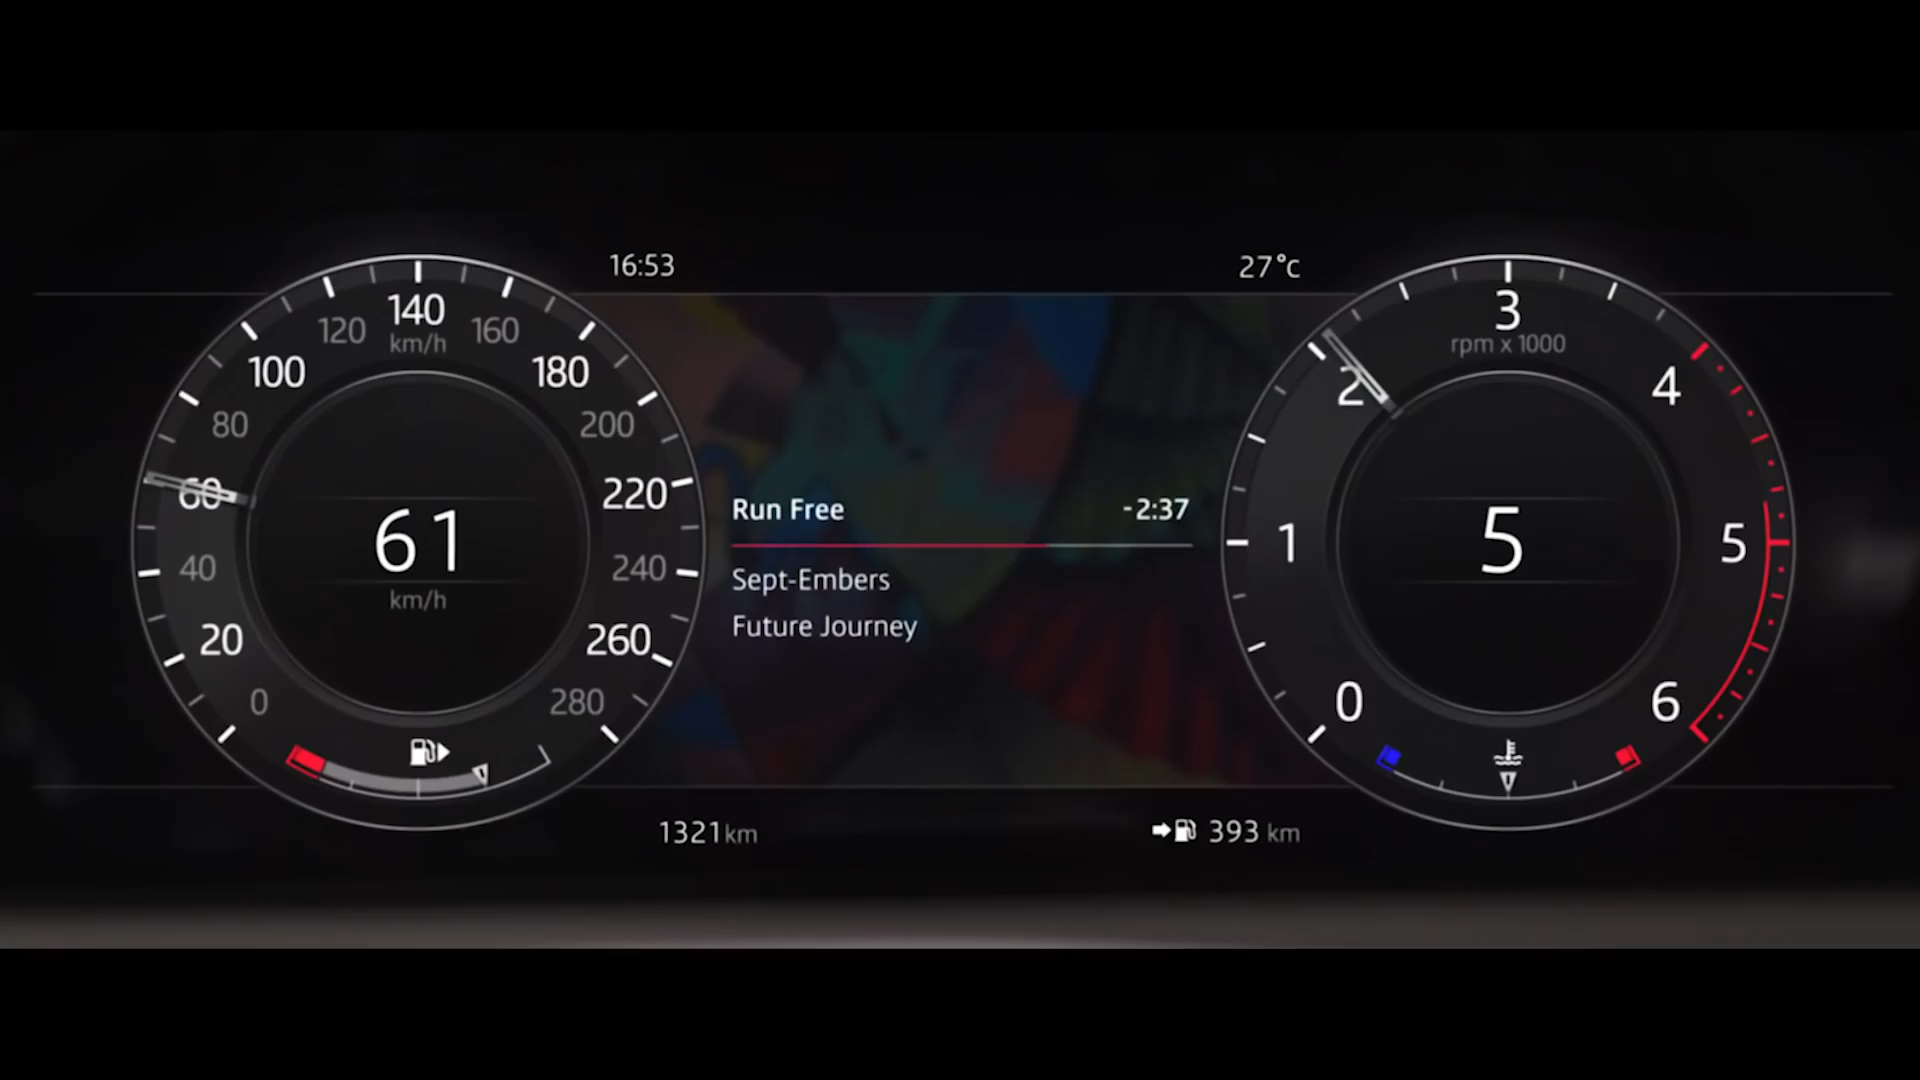 16:53
27°c
140
120
160
km/h
100
180
80
200
60
220
61
km/h
40
240
20
260
0
280
Run Free
-2:37
Sept-Embers
Future Journey
3
rpm x 1000
2
4
1
5
5
0
6
1321 km
393 km